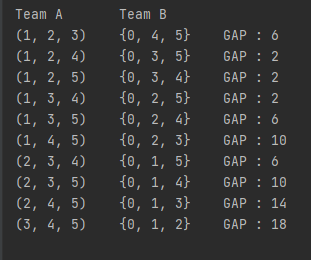 Team A Team B
(1, 2, 3) {0, 4, 5} GAP : 6
(1, 2, 4) {0, 3, 5} GAP : 2
(1, 2, 5) {0, 3, 4} GAP : 2
(1, 3, 4) {0, 2, 5} GAP : 2
(1, 3, 5) {0, 2, 4} GAP : 6
(1, 4, 5) {0, 2, 3} GAP : 10
(2, 3, 4) {0, 1, 5} GAP : 6
(2, 3, 5) {0, 1, 4} GAP : 10
(2, 4, 5) {0, 1, 3} GAP : 14
(3, 4, 5) {0, 1, 2} GAP : 18